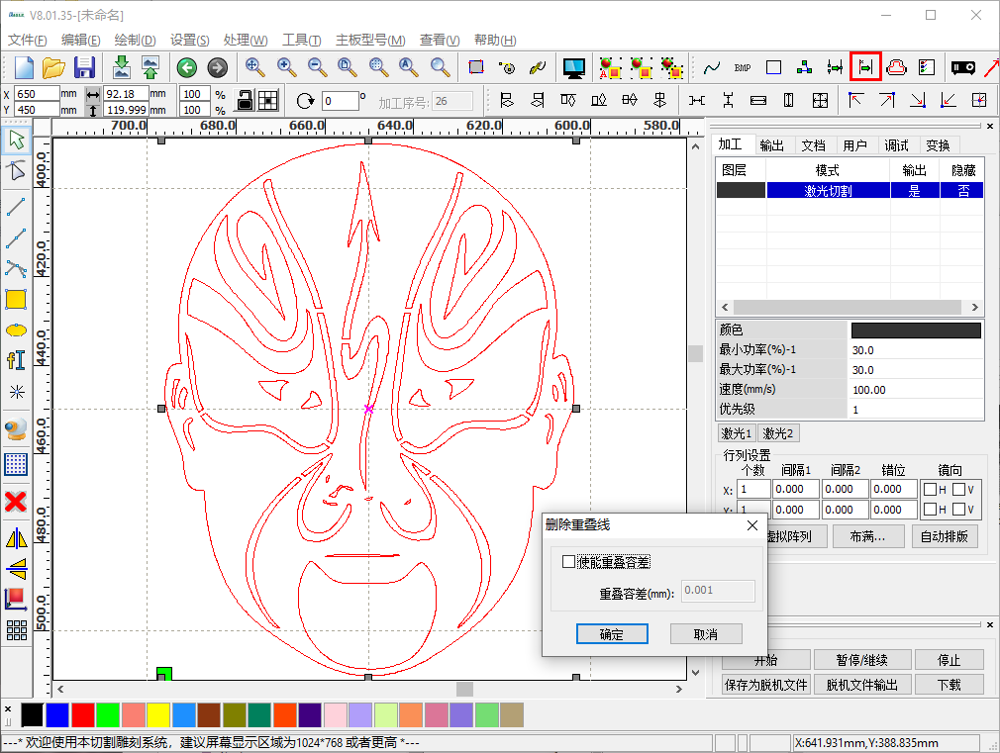 V8.01.35-[未命名]
文件(F) 编辑(E) 绘制(D) 设置(S) 处理(W) 工具(T) 主板型号(M) 查看(V) 帮助(H)
BMP
X 650 mm 92.18 mm 100 %
Y 450 mm 119.999 mm 100 %
0 °
加工序号: 26
700.0 680.0 660.0 640.0 620.0 600.0 580.0
400.0
420.0
440.0
460.0
480.0
500.0
加工 输出 文档 用户 调试 变换
图层 模式 输出 隐藏
激光切割 是 否
颜色
最小功率(%)-1 30.0
最大功率(%)-1 30.0
速度(mm/s) 100.00
优先级 1
激光1 激光2
行列设置
个数 间隔1 间隔2 错位 镜向
X: 1 0.000 0.000 0.000 H V
Y: 1 0.000 0.000 0.000 H V
虚拟阵列 布满... 自动排版
删除重叠线
使能重叠容差
重叠容差(mm): 0.001
确定 取消
开始 暂停/继续 停止
保存为脱机文件 脱机文件输出 下载
---* 欢迎使用本切割雕刻系统，建议屏幕显示区域为1024*768 或者更高 *---
X:641.931mm,Y:388.835mm